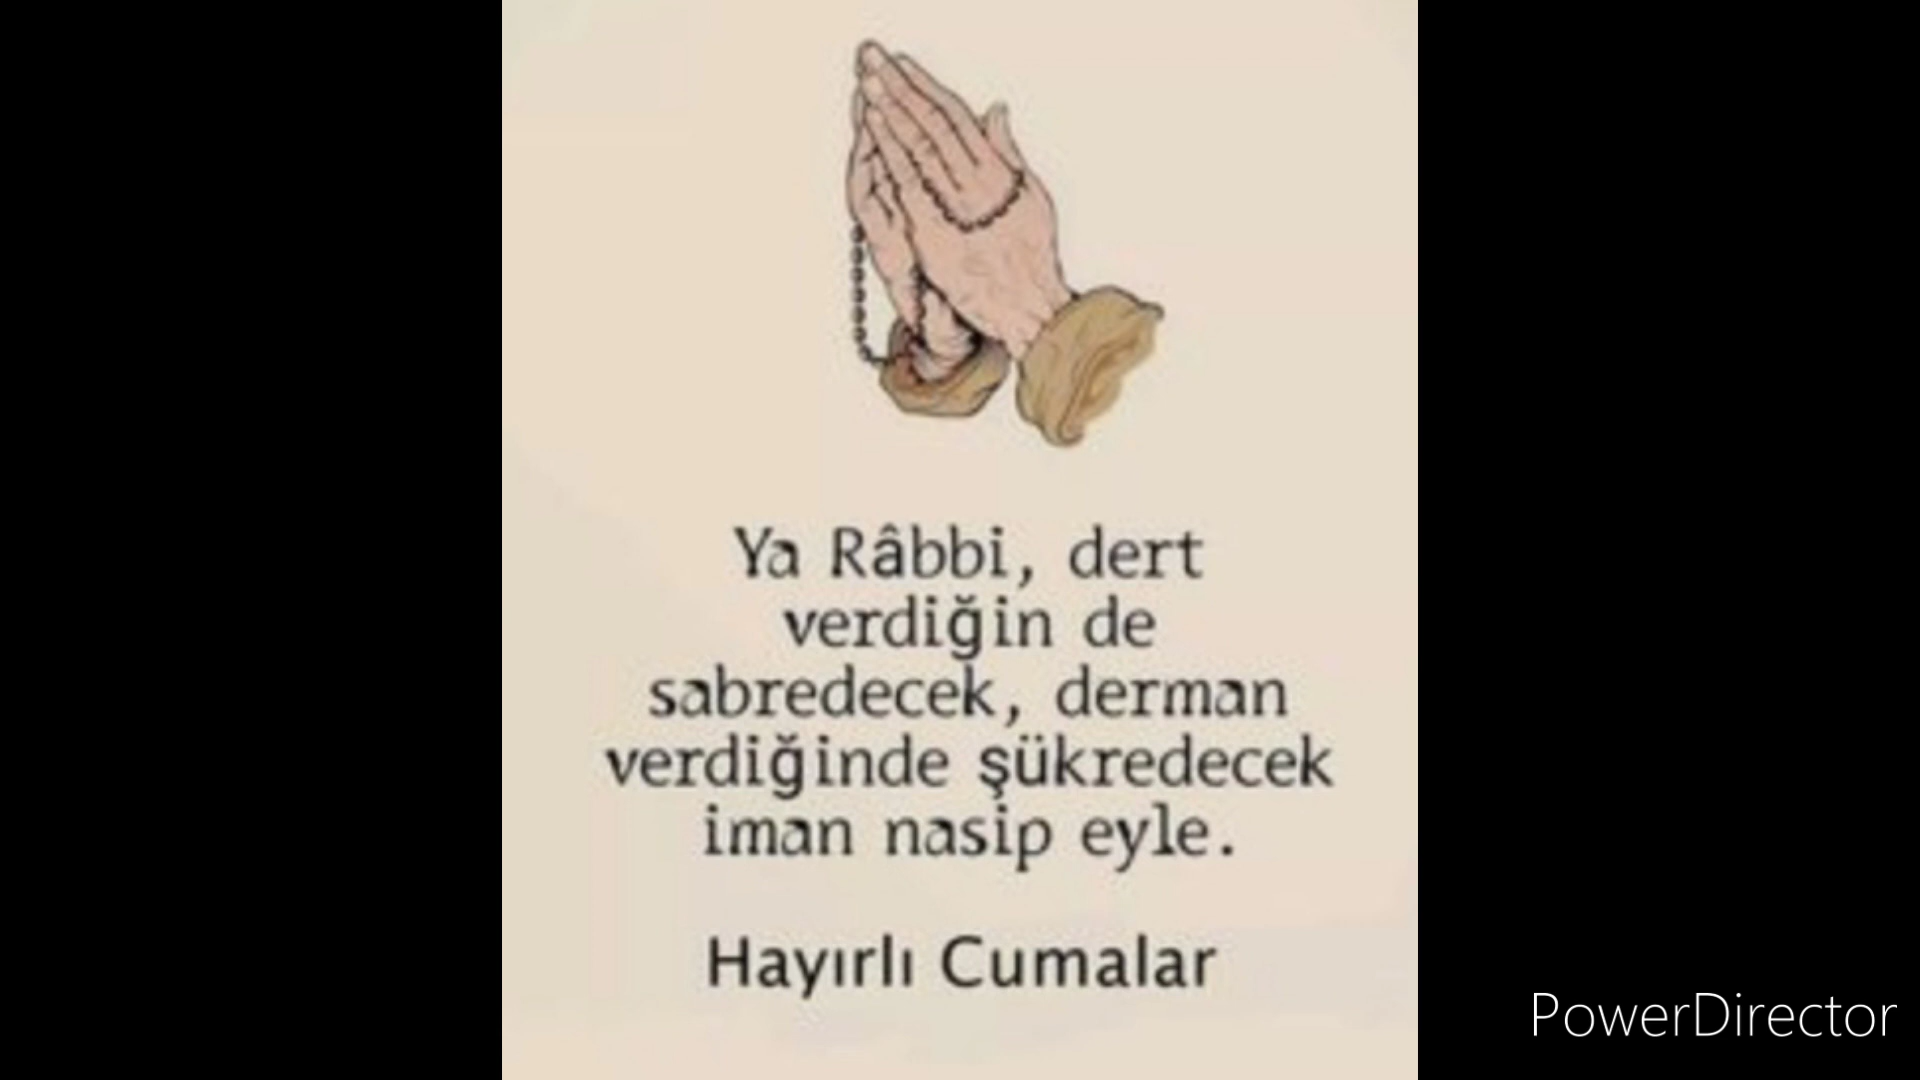 Ya Râbbi, dert
verdiğin de
sabredecek, derman
verdiğinde şükredecek
iman nasip eyle.
Hayırlı Cumalar
PowerDirector